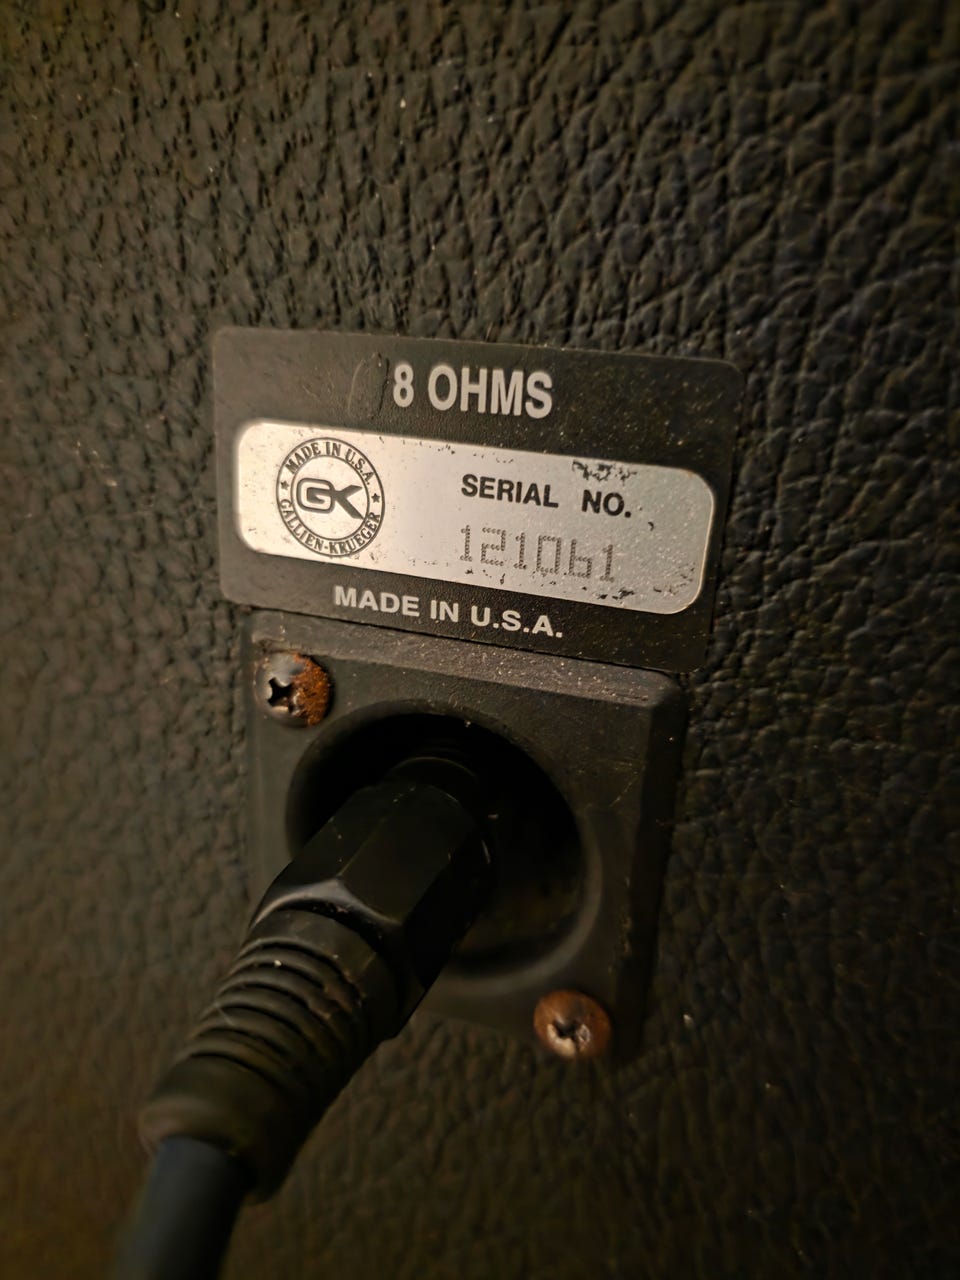 8 OHMS
MADE IN U.S.A.
GK
GALLIEN-KRUEGER
SERIAL NO.
121061
MADE IN U.S.A.